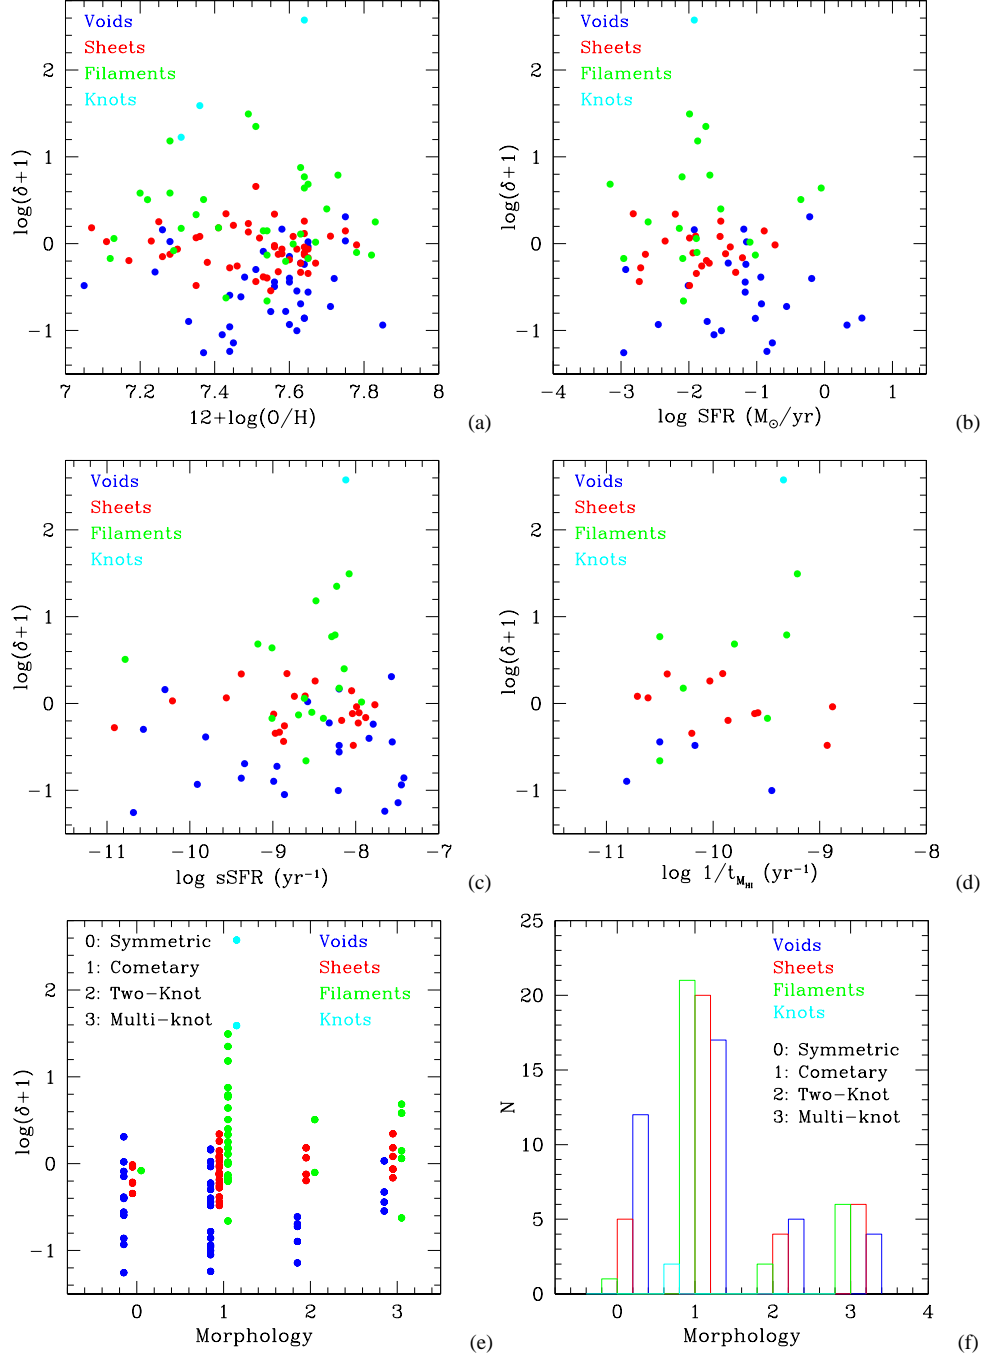 Voids
Sheets
Filaments
Knots
2
1
0
−1
log(δ+1)
7
7.2
7.4
7.6
7.8
8
12+log(O/H)
(a)
Voids
Sheets
Filaments
Knots
2
1
0
−1
log(δ+1)
−4
−3
−2
−1
0
1
log SFR (M⊙/yr)
(b)
Voids
Sheets
Filaments
Knots
2
1
0
−1
log(δ+1)
−11
−10
−9
−8
−7
log sSFR (yr⁻¹)
(c)
Voids
Sheets
Filaments
Knots
2
1
0
−1
log(δ+1)
−11
−10
−9
−8
log 1/t_M_HI (yr⁻¹)
(d)
0: Symmetric
1: Cometary
2: Two−Knot
3: Multi−knot
Voids
Sheets
Filaments
Knots
2
1
0
−1
log(δ+1)
0
1
2
3
Morphology
(e)
25
20
15
10
5
0
N
Voids
Sheets
Filaments
Knots
0: Symmetric
1: Cometary
2: Two−Knot
3: Multi−knot
0
1
2
3
4
Morphology
(f)